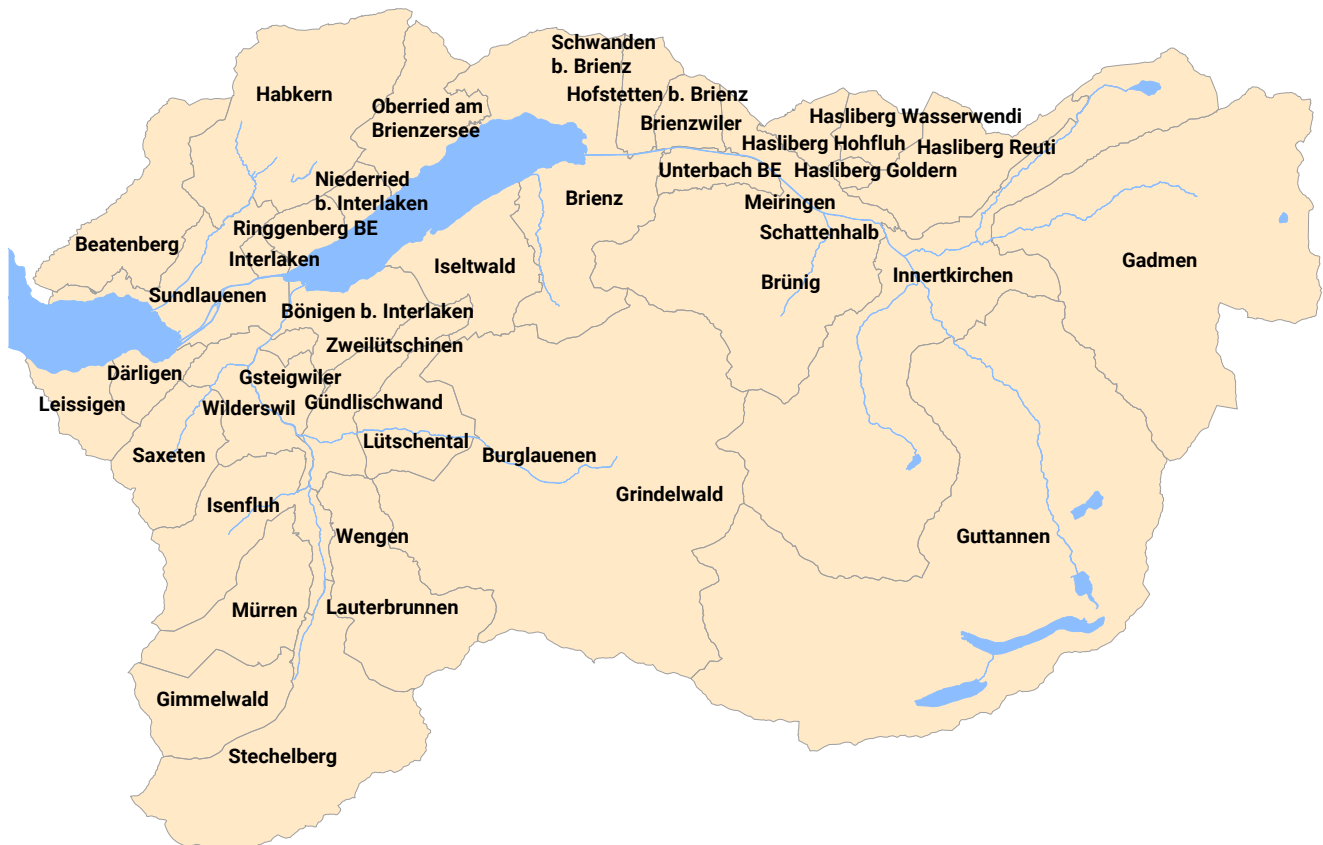 Schwanden
b. Brienz
Habkern
Hofstetten b. Brienz
Oberried am
Brienzersee
Brienzwiler
Hasliberg Wasserwendi
Hasliberg Hohfluh
Hasliberg Reuti
Unterbach BE
Hasliberg Goldern
Niederried
b. Interlaken
Brienz
Meiringen
Ringgenberg BE
Schattenhalb
Beatenberg
Interlaken
Iseltwald
Gadmen
Innertkirchen
Brünig
Sundlauenen
Bönigen b. Interlaken
Zweilütschinen
Därligen
Gsteigwiler
Leissigen
Wilderswil
Gündlischwand
Lütschental
Saxeten
Burglauenen
Grindelwald
Isenfluh
Wengen
Guttannen
Mürren
Lauterbrunnen
Gimmelwald
Stechelberg